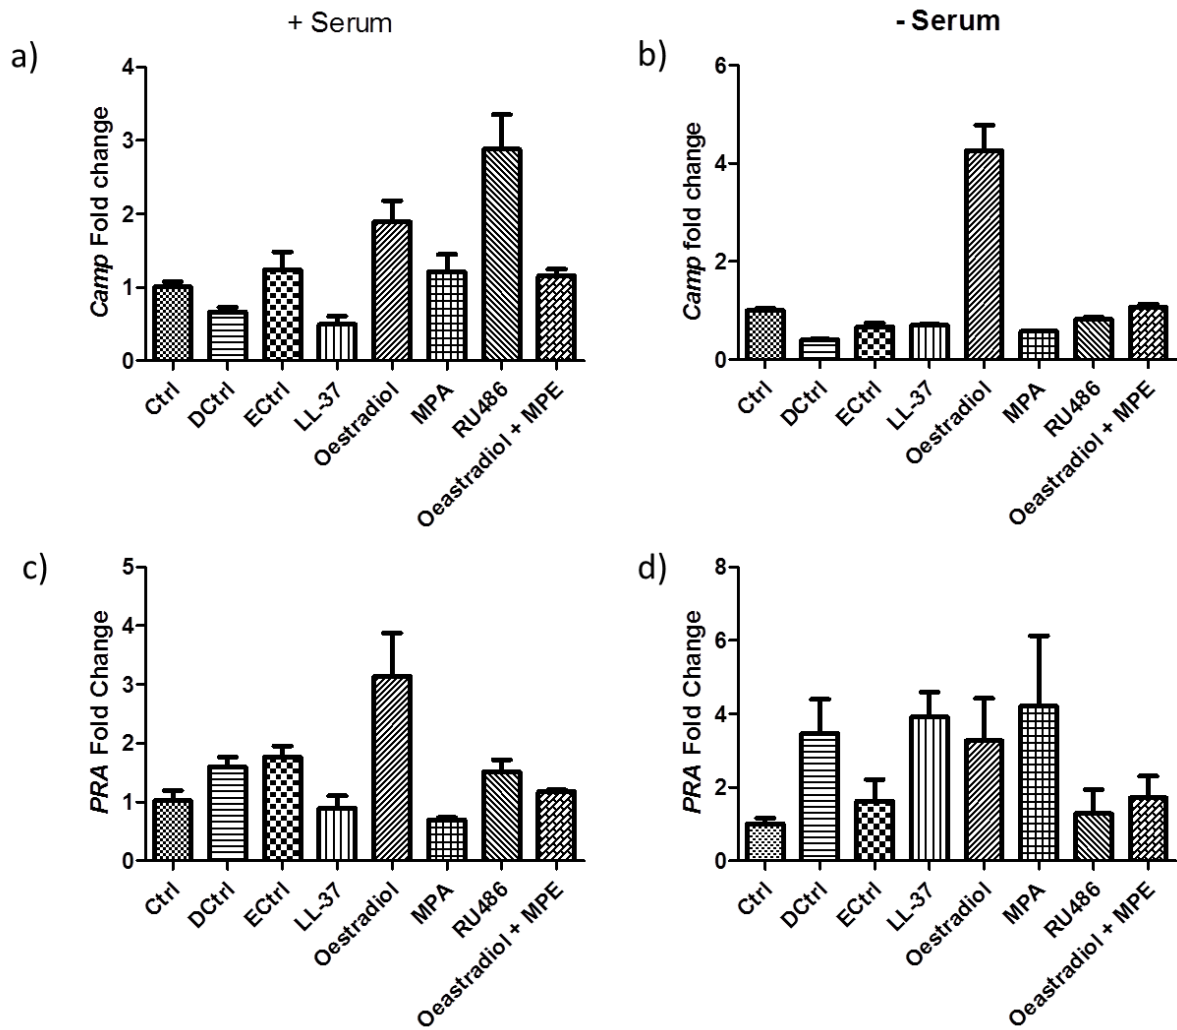 + Serum
- Serum
a)
Camp Fold change
4
3
2
1
0
Ctrl
DCtrl
ECtrl
LL-37
Oestradiol
MPA
RU486
Oeastradiol + MPE
b)
Camp fold change
6
4
2
0
Ctrl
DCtrl
ECtrl
LL-37
Oestradiol
MPA
RU486
Oeastradiol + MPE
c)
PRA Fold Change
5
4
3
2
1
0
Ctrl
DCtrl
ECtrl
LL-37
Oestradiol
MPA
RU486
Oeastradiol + MPE
d)
PRA Fold Change
8
6
4
2
0
Ctrl
DCtrl
ECtrl
LL-37
Oestradiol
MPA
RU486
Oeastradiol + MPE